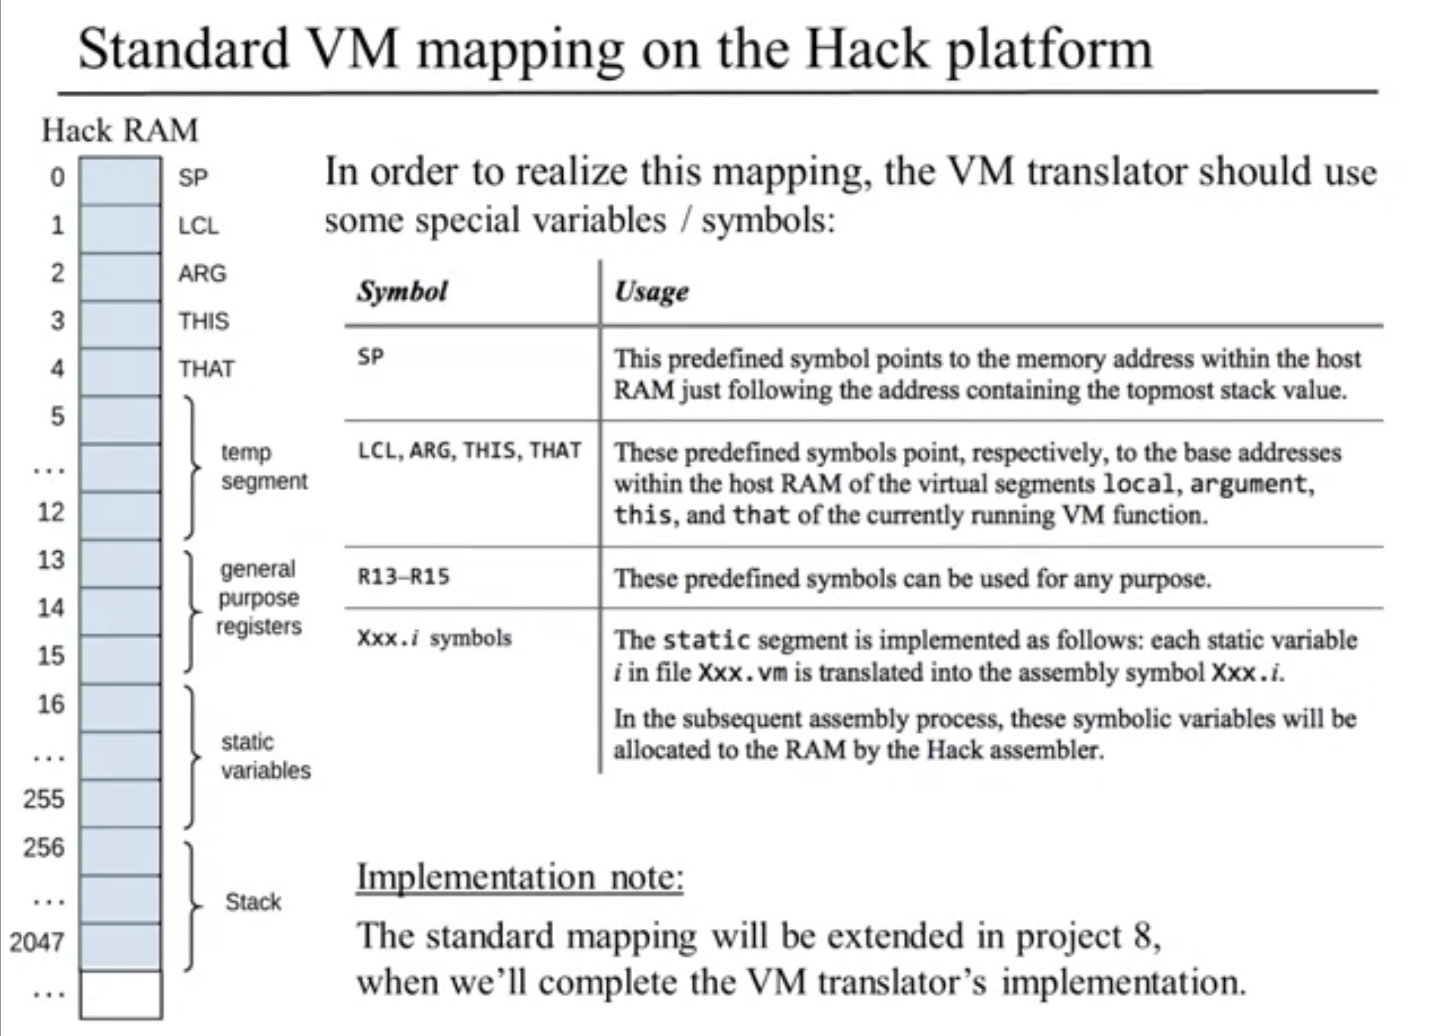 Standard VM mapping on the Hack platform
Hack RAM
0 SP
1 LCL
2 ARG
3 THIS
4 THAT
5
...
12
temp
segment
13
14
15
general
purpose
registers
16
...
255
static
variables
256
...
2047
Stack
...
In order to realize this mapping, the VM translator should use
some special variables / symbols:
Symbol Usage
SP This predefined symbol points to the memory address within the host
RAM just following the address containing the topmost stack value.
LCL, ARG, THIS, THAT These predefined symbols point, respectively, to the base addresses
within the host RAM of the virtual segments local, argument,
this, and that of the currently running VM function.
R13–R15 These predefined symbols can be used for any purpose.
Xxx.i symbols The static segment is implemented as follows: each static variable
i in file Xxx.vm is translated into the assembly symbol Xxx.i.
In the subsequent assembly process, these symbolic variables will be
allocated to the RAM by the Hack assembler.
Implementation note:
The standard mapping will be extended in project 8,
when we’ll complete the VM translator’s implementation.